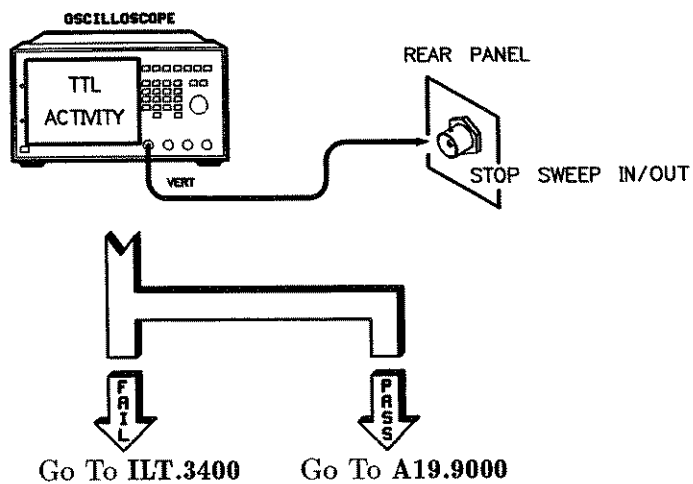 OSCILLOSCOPE
TTL
ACTIVITY
VERT
REAR PANEL
STOP SWEEP IN/OUT
FAIL
PASS
Go To ILT.3400
Go To A19.9000